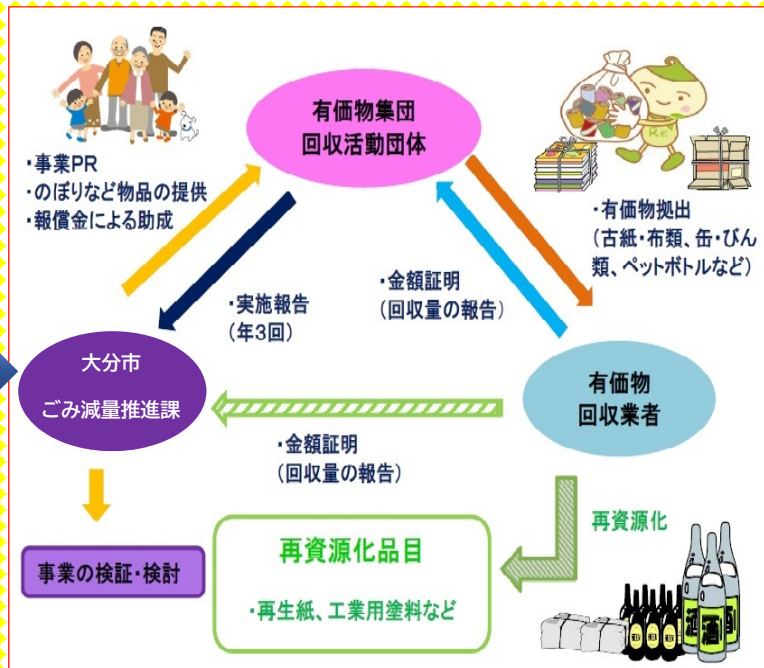 有価物集団
回収活動団体
・事業PR
・のぼりなど物品の提供
・報償金による助成
・有価物拠出
(古紙・布類、缶・びん
類、ペットボトルなど)
・金額証明
(回収量の報告)
・実施報告
(年3回)
大分市
ごみ減量推進課
有価物
回収業者
・金額証明
(回収量の報告)
再資源化
事業の検証・検討
再資源化品目
・再生紙、工業用塗料など
酒
酒
Re